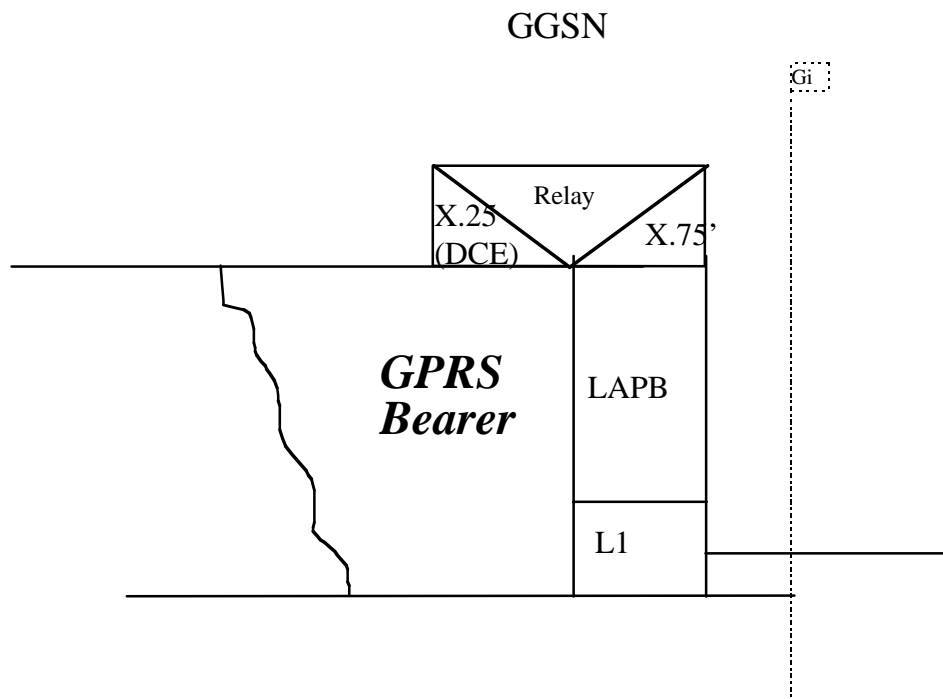 GGSN
Gi
Relay
X.25
(DCE)
X.75’
GPRS
Bearer
LAPB
L1